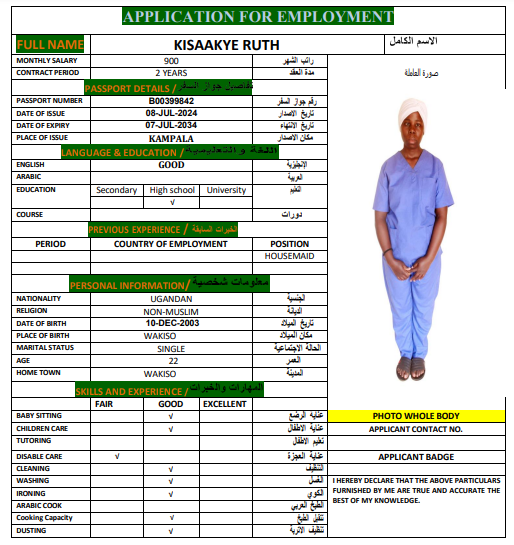 APPLICATION FOR EMPLOYMENT
FULL NAME KISAAKYE RUTH الاسم الكامل
MONTHLY SALARY 900 راتب الشهر
CONTRACT PERIOD 2 YEARS مدة العقد
صورة العاملة
PASSPORT DETAILS / تفاصيل جواز السفر
PASSPORT NUMBER B00399842 رقم جواز السفر
DATE OF ISSUE 08-JUL-2024 تاريخ الاصدار
DATE OF EXPIRY 07-JUL-2034 تاريخ الانتهاء
PLACE OF ISSUE KAMPALA مكان الاصدار
LANGUAGE & EDUCATION / اللغة والتعليمية
ENGLISH GOOD الإنجليزية
ARABIC العربية
EDUCATION Secondary High school University التعليم
√
COURSE دورات
PREVIOUS EXPERIENCE / الخبرات السابقة
PERIOD COUNTRY OF EMPLOYMENT POSITION
HOUSEMAID
PERSONAL INFORMATION/ معلومات شخصية
NATIONALITY UGANDAN الجنسية
RELIGION NON-MUSLIM الديانة
DATE OF BIRTH 10-DEC-2003 تاريخ الميلاد
PLACE OF BIRTH WAKISO مكان الميلاد
MARITAL STATUS SINGLE الحالة الاجتماعية
AGE 22 العمر
HOME TOWN WAKISO المدينة
SKILLS AND EXPERIENCE / المهارات والخبرات
FAIR GOOD EXCELLENT
BABY SITTING √ عناية الرضع
CHILDREN CARE √ عناية الاطفال
TUTORING تعليم الاطفال
DISABLE CARE √ عناية العجزة
CLEANING √ التنظيف
WASHING √ الغسل
IRONING √ الكوي
ARABIC COOK الطبخ العربي
Cooking Capacity √ تتقبل الطبخ
DUSTING √ تنظيف الاتربة
PHOTO WHOLE BODY
APPLICANT CONTACT NO.
APPLICANT BADGE
I HEREBY DECLARE THAT THE ABOVE PARTICULARS
FURNISHED BY ME ARE TRUE AND ACCURATE THE
BEST OF MY KNOWLEDGE.